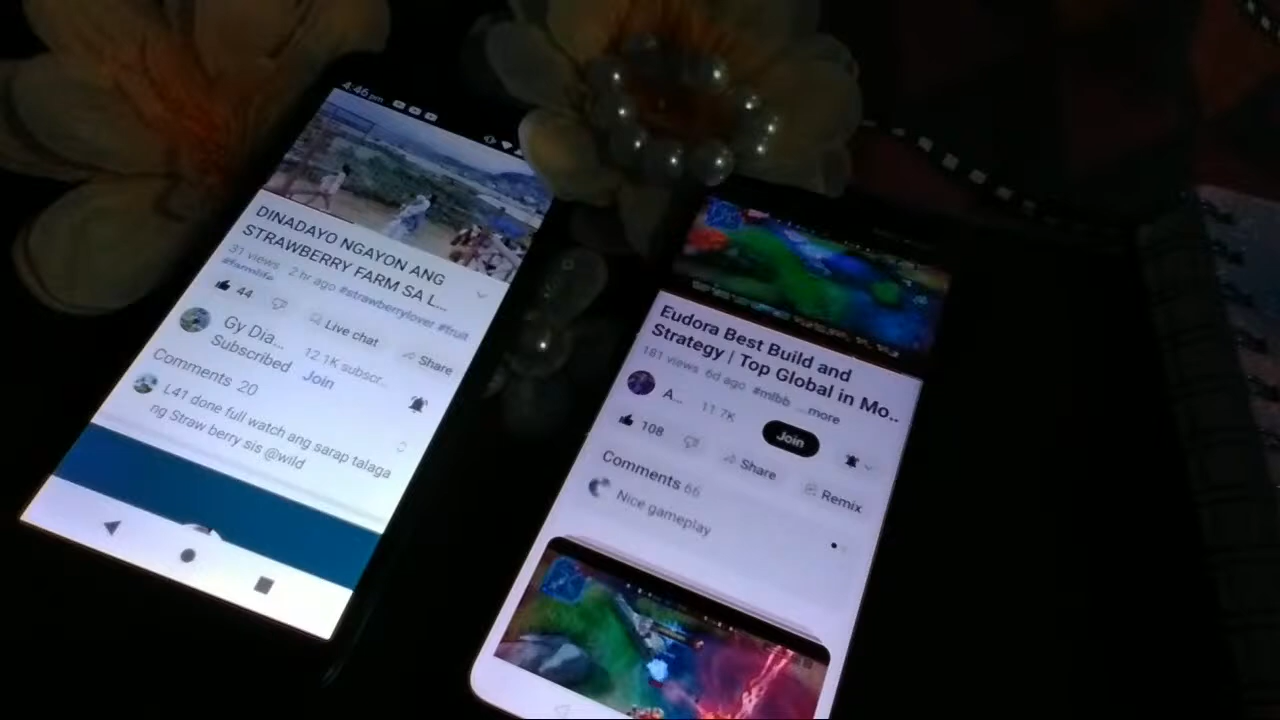 4:46 pm
DINADAYO NGAYON ANG
STRAWBERRY FARM SA L...
31 views 2 hr ago #strawberrylover #fruit
#farmlife
44
Live chat
Share
Gy Dia...
12.1K subscr...
Subscribed
Join
Comments 20
L41 done full watch ang sarap talaga
ng Straw berry sis @wild
Eudora Best Build and
Strategy | Top Global in Mo..
181 views 6d ago #mlbb ...more
A... 11.7K
Join
108
Share
Remix
Comments 66
Nice gameplay